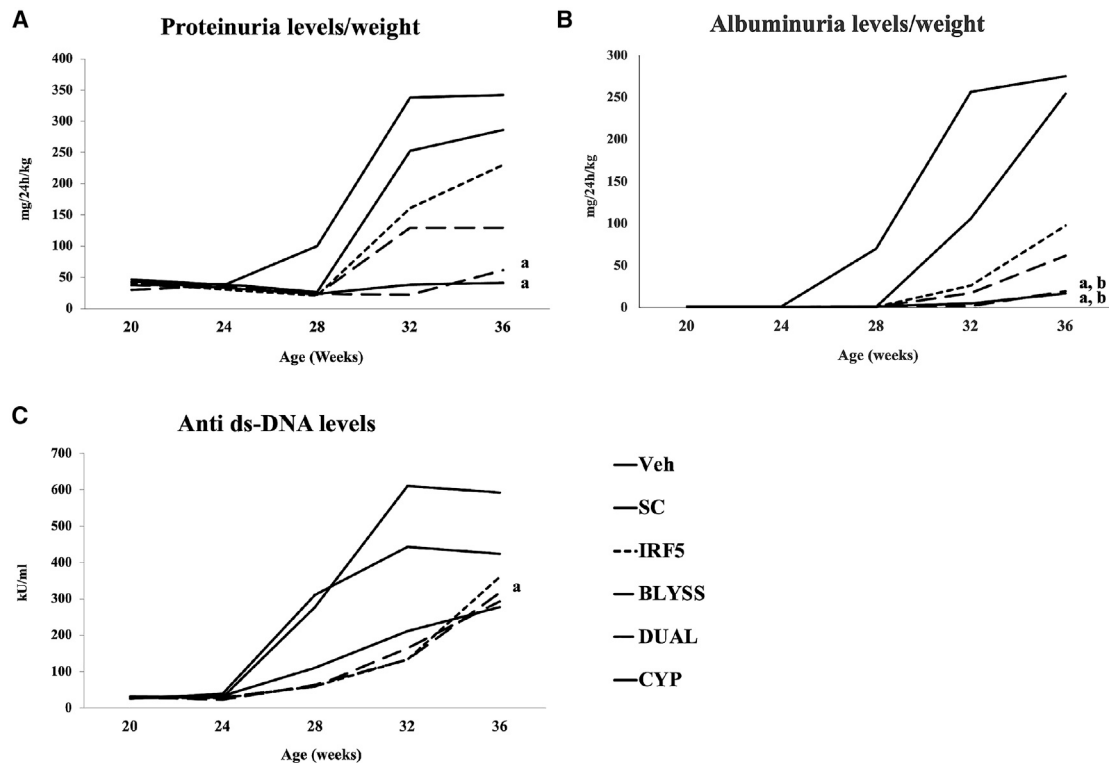 A
Proteinuria levels/weight
400
350
300
250
200
150
100
50
0
mg/24h/kg
20 24 28 32 36
Age (Weeks)
a
a
B
Albuminuria levels/weight
300
250
200
150
100
50
0
mg/24h/kg
20 24 28 32 36
Age (weeks)
a, b
a, b
C
Anti ds-DNA levels
700
600
500
400
300
200
100
0
kU/ml
20 24 28 32 36
Age (weeks)
a
Veh
SC
IRF5
BLYSS
DUAL
CYP